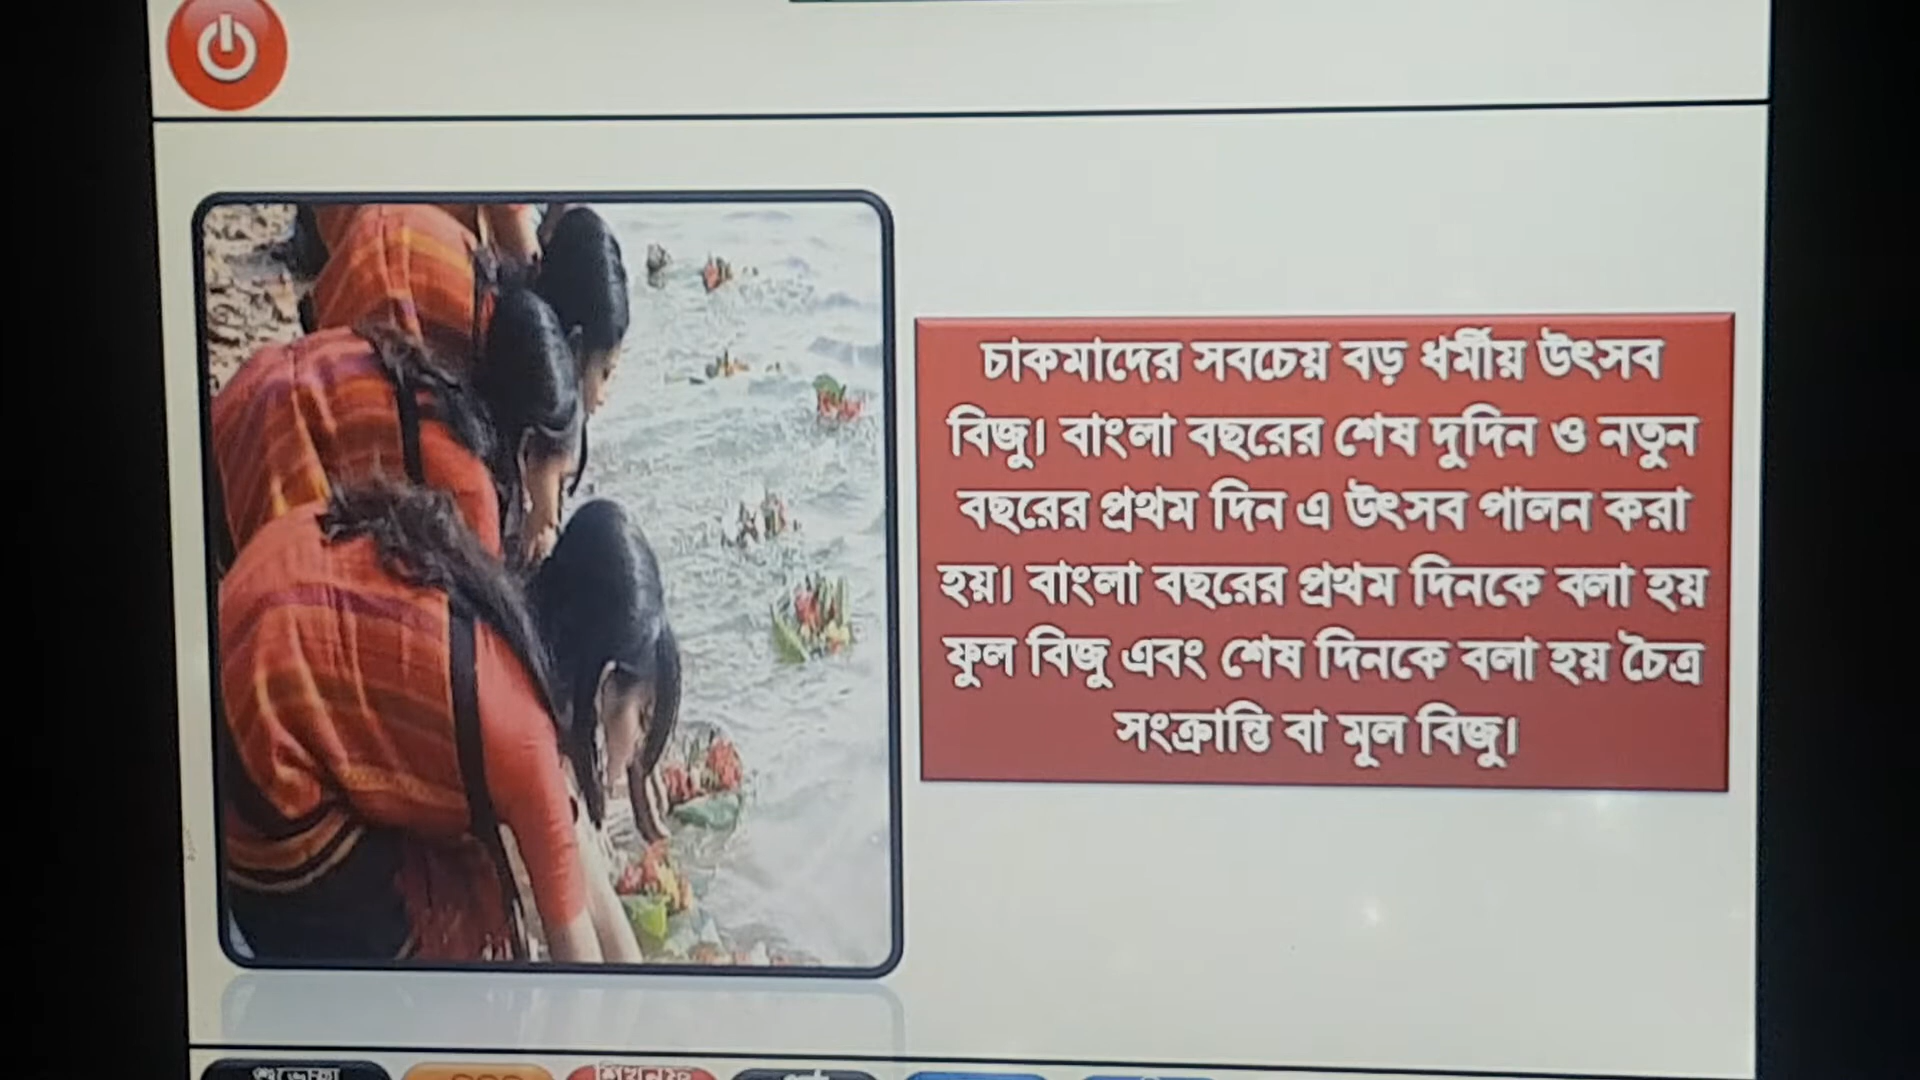 চাকমাদের সবচেয় বড় ধর্মীয় উৎসব
বিজু। বাংলা বছরের শেষ দুদিন ও নতুন
বছরের প্রথম দিন এ উৎসব পালন করা
হয়। বাংলা বছরের প্রথম দিনকে বলা হয়
ফুল বিজু এবং শেষ দিনকে বলা হয় চৈত্র
সংক্রান্তি বা মূল বিজু।